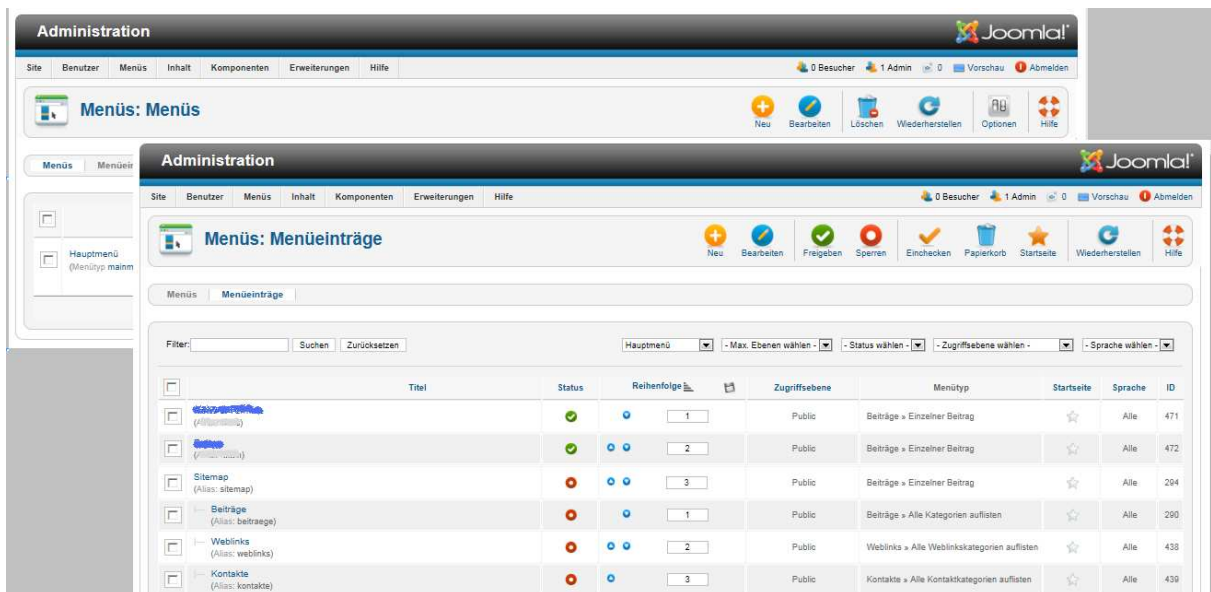 Administration
Joomla!
Site Benutzer Menüs Inhalt Komponenten Erweiterungen Hilfe
0 Besucher 1 Admin 0 Vorschau Abmelden
Menüs: Menüs
Neu Bearbeiten Löschen Wiederherstellen Optionen Hilfe
Menüs
Hauptmenü
(Menütyp
Administration
Joomla!
Site Benutzer Menüs Inhalt Komponenten Erweiterungen Hilfe
0 Besucher 1 Admin 0 Vorschau Abmelden
Menüs: Menüeinträge
Neu Bearbeiten Freigeben Sperren Einchecken Papierkorb Startseite Wiederherstellen Hilfe
Menüs Menüeinträge
Filter: Suchen Zurücksetzen Hauptmenü - Max. Ebenen wählen - - Status wählen - - Zugriffsebene wählen - - Sprache wählen -
Titel Status Reihenfolge Zugriffsebene Menütyp Startseite Sprache ID
1 Public Beiträge » Einzelner Beitrag Alle 471
2 Public Beiträge » Einzelner Beitrag Alle 472
Sitemap
(Alias: sitemap)
3 Public Beiträge » Einzelner Beitrag Alle 294
Beiträge
(Alias: beitraege)
1 Public Beiträge » Alle Kategorien auflisten Alle 290
Weblinks
(Alias: weblinks)
2 Public Weblinks » Alle Weblinkskategorien auflisten Alle 438
Kontakte
(Alias: kontakte)
3 Public Kontakte » Alle Kontaktkategorien auflisten Alle 439